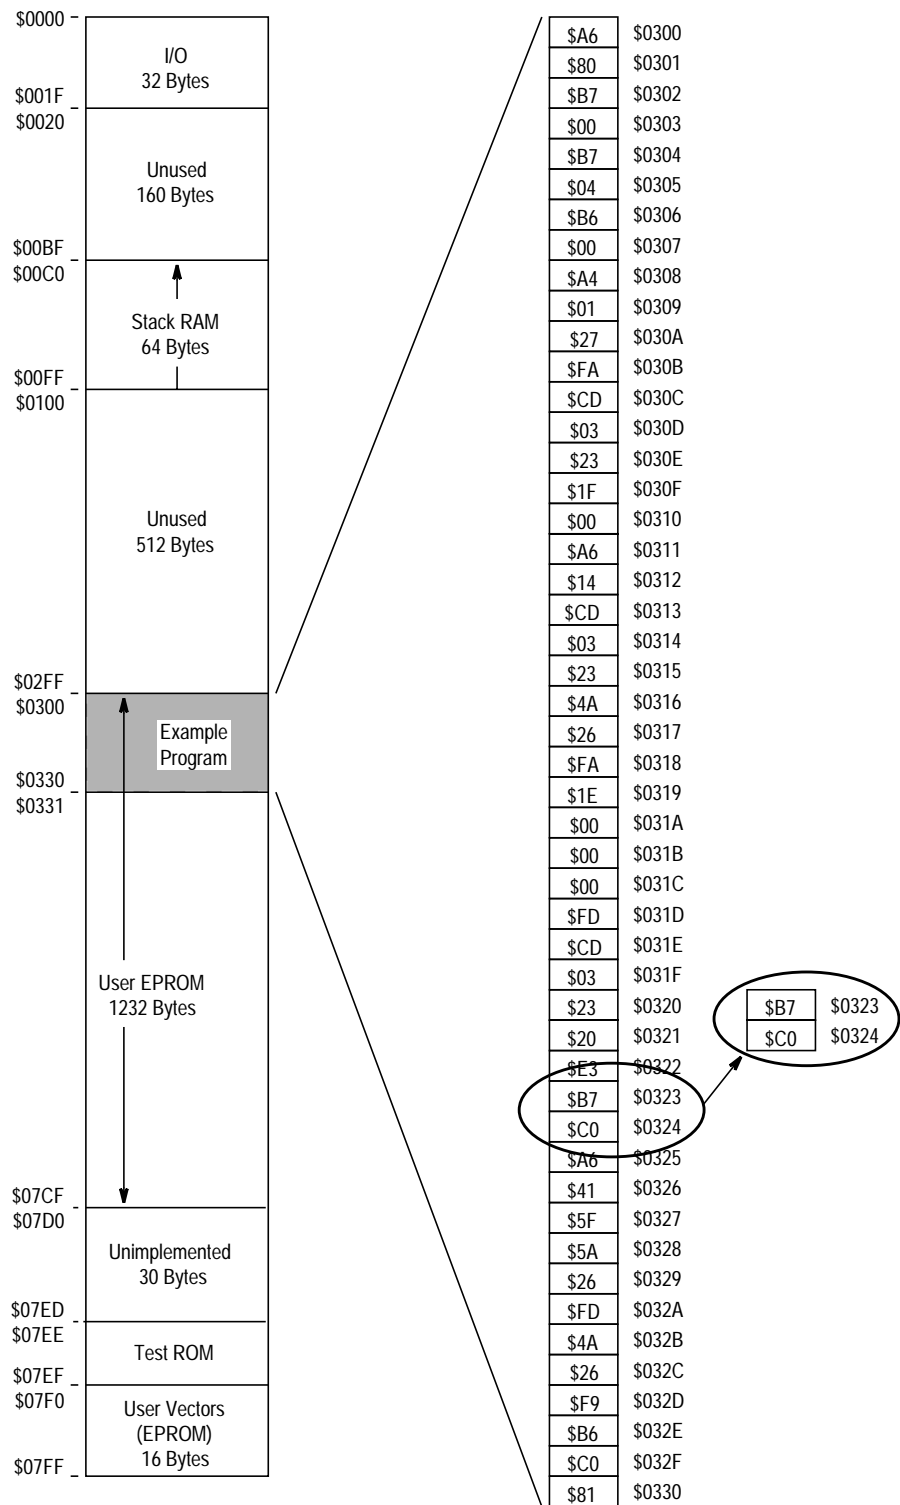 $0000
I/O
32 Bytes
$001F
$0020
Unused
160 Bytes
$00BF
$00C0
Stack RAM
64 Bytes
$00FF
$0100
Unused
512 Bytes
$02FF
$0300
Example
Program
$0330
$0331
User EPROM
1232 Bytes
$07CF
$07D0
Unimplemented
30 Bytes
$07ED
$07EE
Test ROM
$07EF
$07F0
User Vectors
(EPROM)
16 Bytes
$07FF
$A6 $0300
$80 $0301
$B7 $0302
$00 $0303
$B7 $0304
$04 $0305
$B6 $0306
$00 $0307
$A4 $0308
$01 $0309
$27 $030A
$FA $030B
$CD $030C
$03 $030D
$23 $030E
$1F $030F
$00 $0310
$A6 $0311
$14 $0312
$CD $0313
$03 $0314
$23 $0315
$4A $0316
$26 $0317
$FA $0318
$1E $0319
$00 $031A
$00 $031B
$00 $031C
$FD $031D
$CD $031E
$03 $031F
$23 $0320
$20 $0321
$E3 $0322
$B7 $0323
$C0 $0324
$A6 $0325
$41 $0326
$5F $0327
$5A $0328
$26 $0329
$FD $032A
$4A $032B
$26 $032C
$F9 $032D
$B6 $032E
$C0 $032F
$81 $0330
$B7 $0323
$C0 $0324